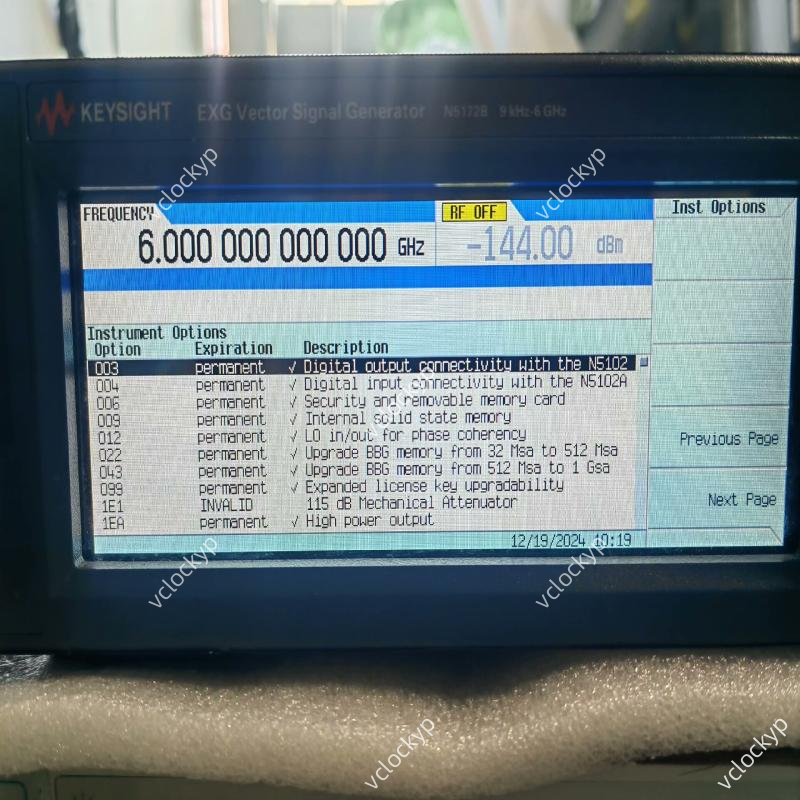 KEYSIGHT EXG Vector Signal Generator N5172B 9 kHz-6 GHz
vclockyp vclockyp
FREQUENCY RF OFF Inst Options
6.000 000 000 000 GHz -144.00 dBm
Instrument Options
Option Expiration Description
003 permanent √ Digital output connectivity with the N5102
004 permanent √ Digital input connectivity with the N5102A
006 permanent √ Security and removable memory card
009 permanent √ Internal solid state memory
012 permanent √ LO in/out for phase coherency
Previous Page
022 permanent √ Upgrade BBG memory from 32 Msa to 512 Msa
043 permanent √ Upgrade BBG memory from 512 Msa to 1 Gsa
099 permanent √ Expanded license key upgradability
1E1 INVALID 115 dB Mechanical Attenuator
Next Page
1EA permanent √ High power output
12/19/2024 10:19
vclockyp vclockyp
vclockyp vclockyp